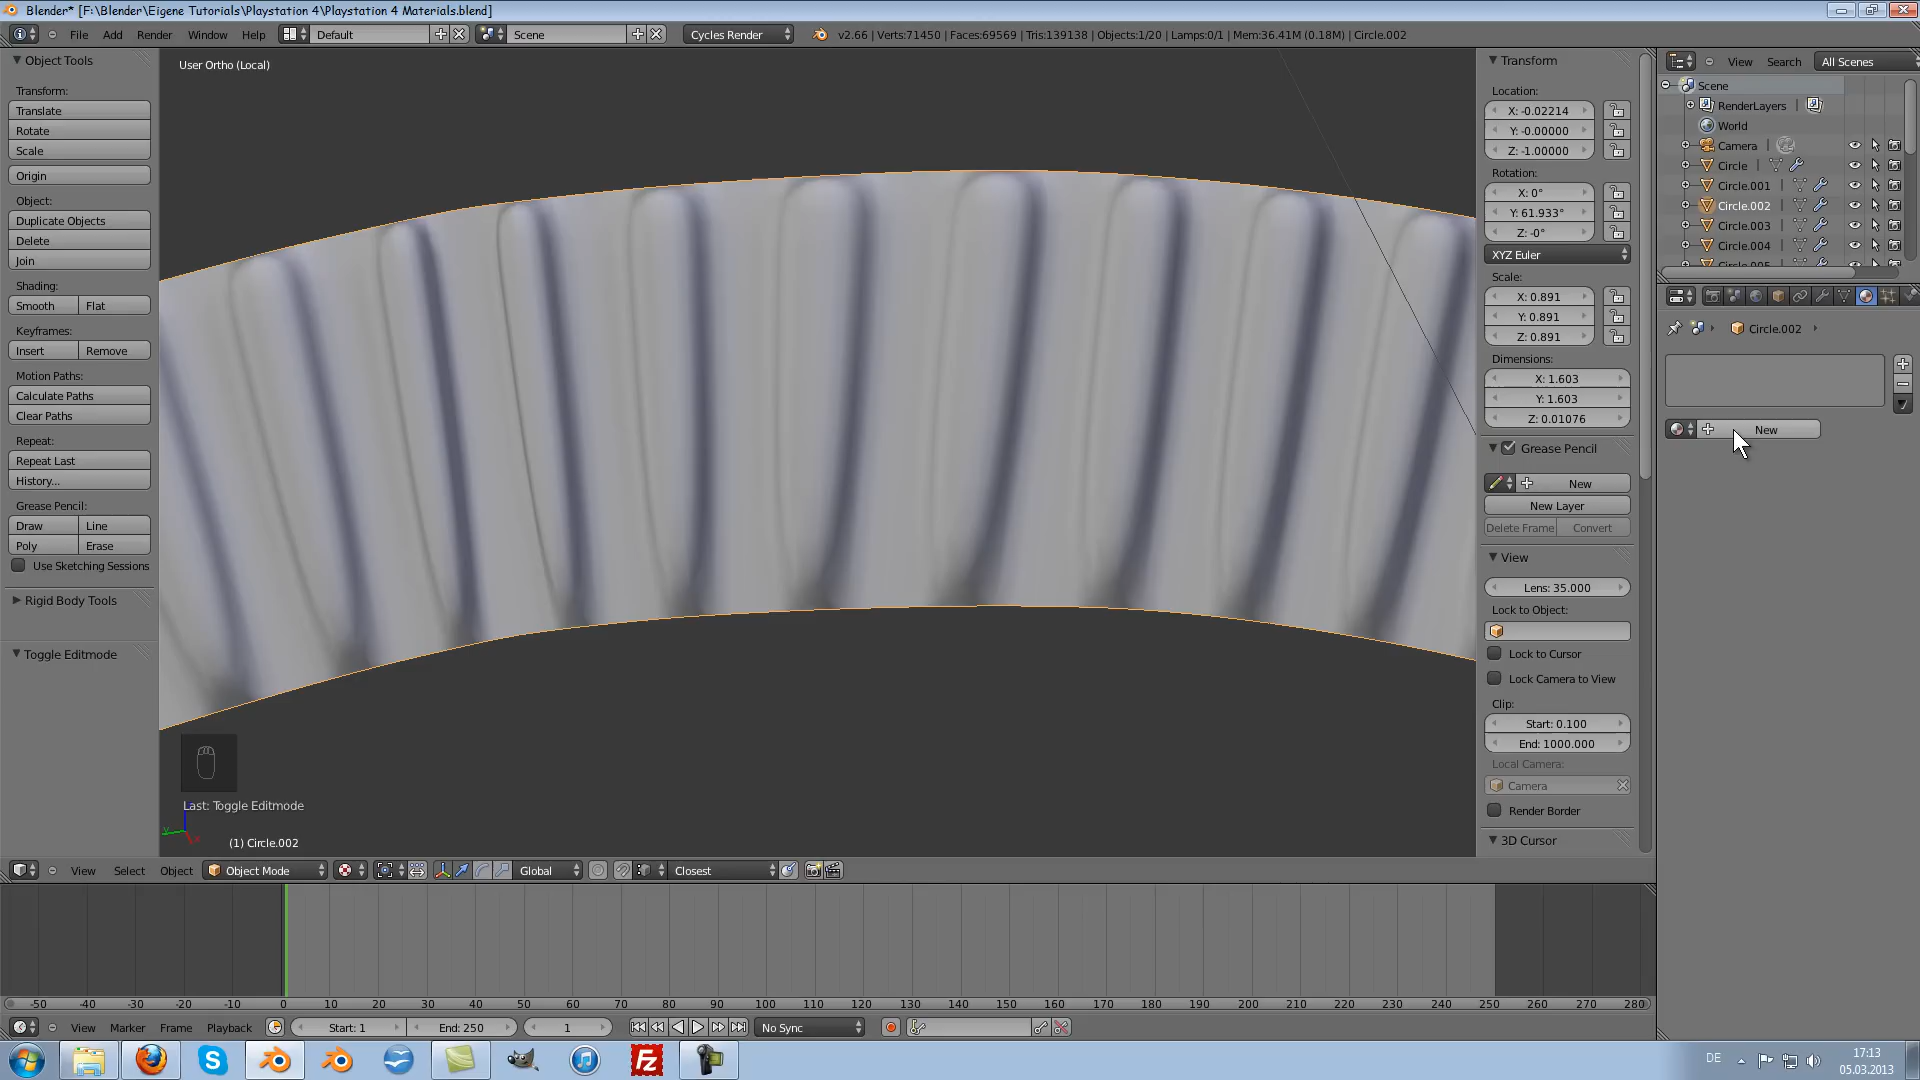 Blender* [F:\Blender\Eigene Tutorials\Playstation 4\Playstation 4 Materials.blend]
File Add Render Window Help Default Scene Cycles Render v2.66 | Verts:71450 | Faces:69569 | Tris:139138 | Objects:1/20 | Lamps:0/1 | Mem:36.41M (0.18M) | Circle.002
Object Tools
Transform:
Translate
Rotate
Scale
Origin
Object:
Duplicate Objects
Delete
Join
Shading:
Smooth Flat
Keyframes:
Insert Remove
Motion Paths:
Calculate Paths
Clear Paths
Repeat:
Repeat Last
History...
Grease Pencil:
Draw Line
Poly Erase
Use Sketching Sessions
Rigid Body Tools
Toggle Editmode
User Ortho (Local)
Last: Toggle Editmode
(1) Circle.002
Transform
Location:
X: -0.02214
Y: -0.00000
Z: -1.00000
Rotation:
X: 0°
Y: 61.933°
Z: -0°
XYZ Euler
Scale:
X: 0.891
Y: 0.891
Z: 0.891
Dimensions:
X: 1.603
Y: 1.603
Z: 0.01076
Grease Pencil
New
New Layer
Delete Frame Convert
View
Lens: 35.000
Lock to Object:
Lock to Cursor
Lock Camera to View
Clip:
Start: 0.100
End: 1000.000
Local Camera:
Camera
Render Border
3D Cursor
View Search All Scenes
Scene
RenderLayers
World
Camera
Circle
Circle.001
Circle.002
Circle.003
Circle.004
Circle.005
Circle.002
New
View Select Object Object Mode Global Closest
-50 -40 -30 -20 -10 0 10 20 30 40 50 60 70 80 90 100 110 120 130 140 150 160 170 180 190 200 210 220 230 240 250 260 270 280
View Marker Frame Playback Start: 1 End: 250 1 No Sync
DE
17:13
05.03.2013